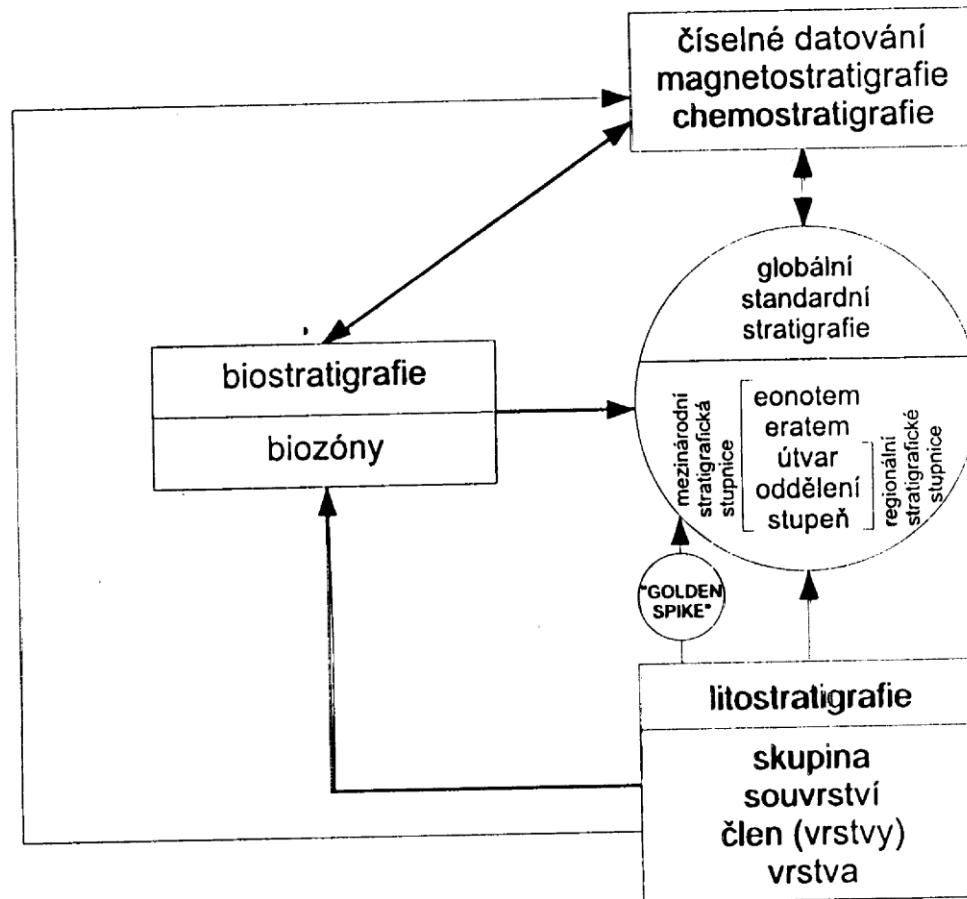 číselné datování
magnetostratigrafie
chemostratigrafie
globální
standardní
stratigrafie
biostratigrafie
biozóny
mezinárodní
stratigrafická
stupnice
eonotem
eratem
útvar
oddělení
stupeň
regionální
stratigrafické
stupnice
"GOLDEN
SPIKE"
litostratigrafie
skupina
souvrství
člen (vrstvy)
vrstva